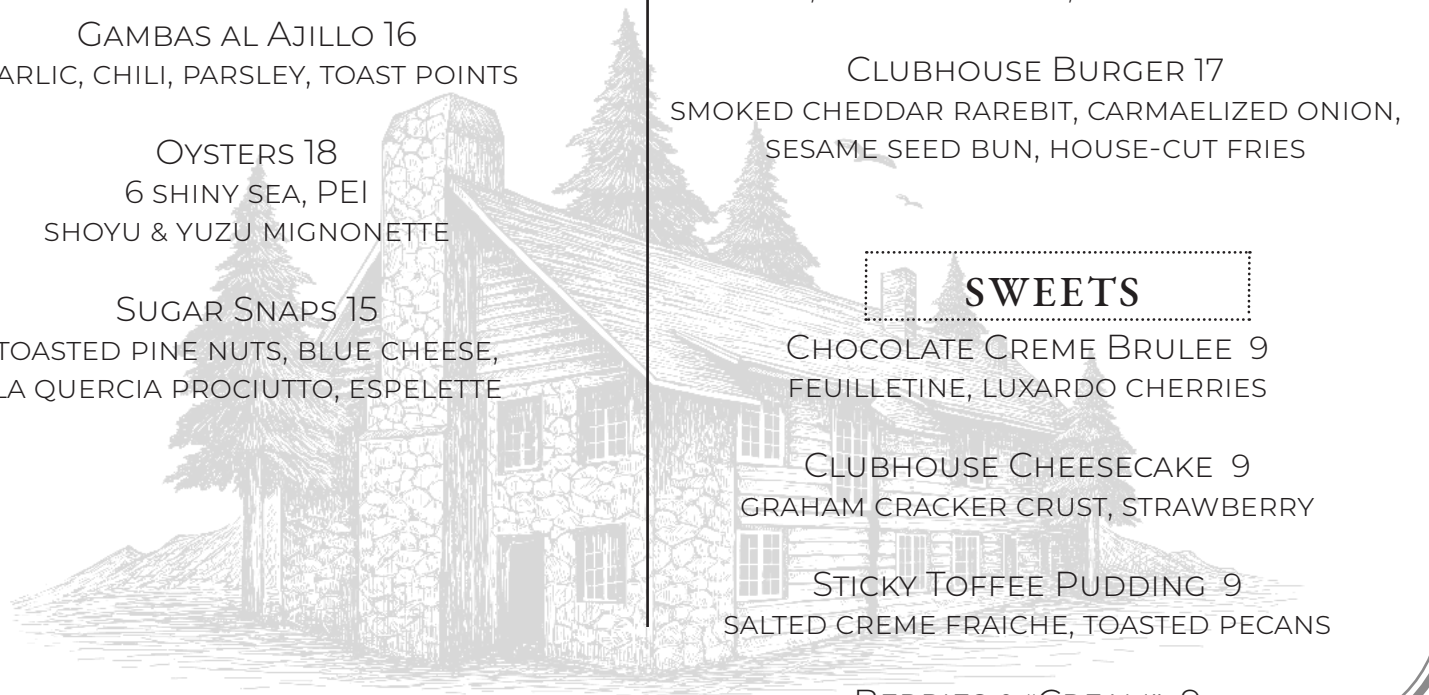 Gambas al Ajillo 16
arlic, chili, parsley, toast points
Oysters 18
6 shiny sea, PEI
shoyu & yuzu mignonette
Sugar Snaps 15
toasted pine nuts, blue cheese,
la quercia prociutto, espelette
Clubhouse Burger 17
smoked cheddar rarebit, carmaelized onion,
sesame seed bun, house-cut fries
SWEETS
Chocolate Creme Brulee 9
feuilletine, luxardo cherries
Clubhouse Cheesecake 9
graham cracker crust, strawberry
Sticky Toffee Pudding 9
salted creme fraiche, toasted pecans